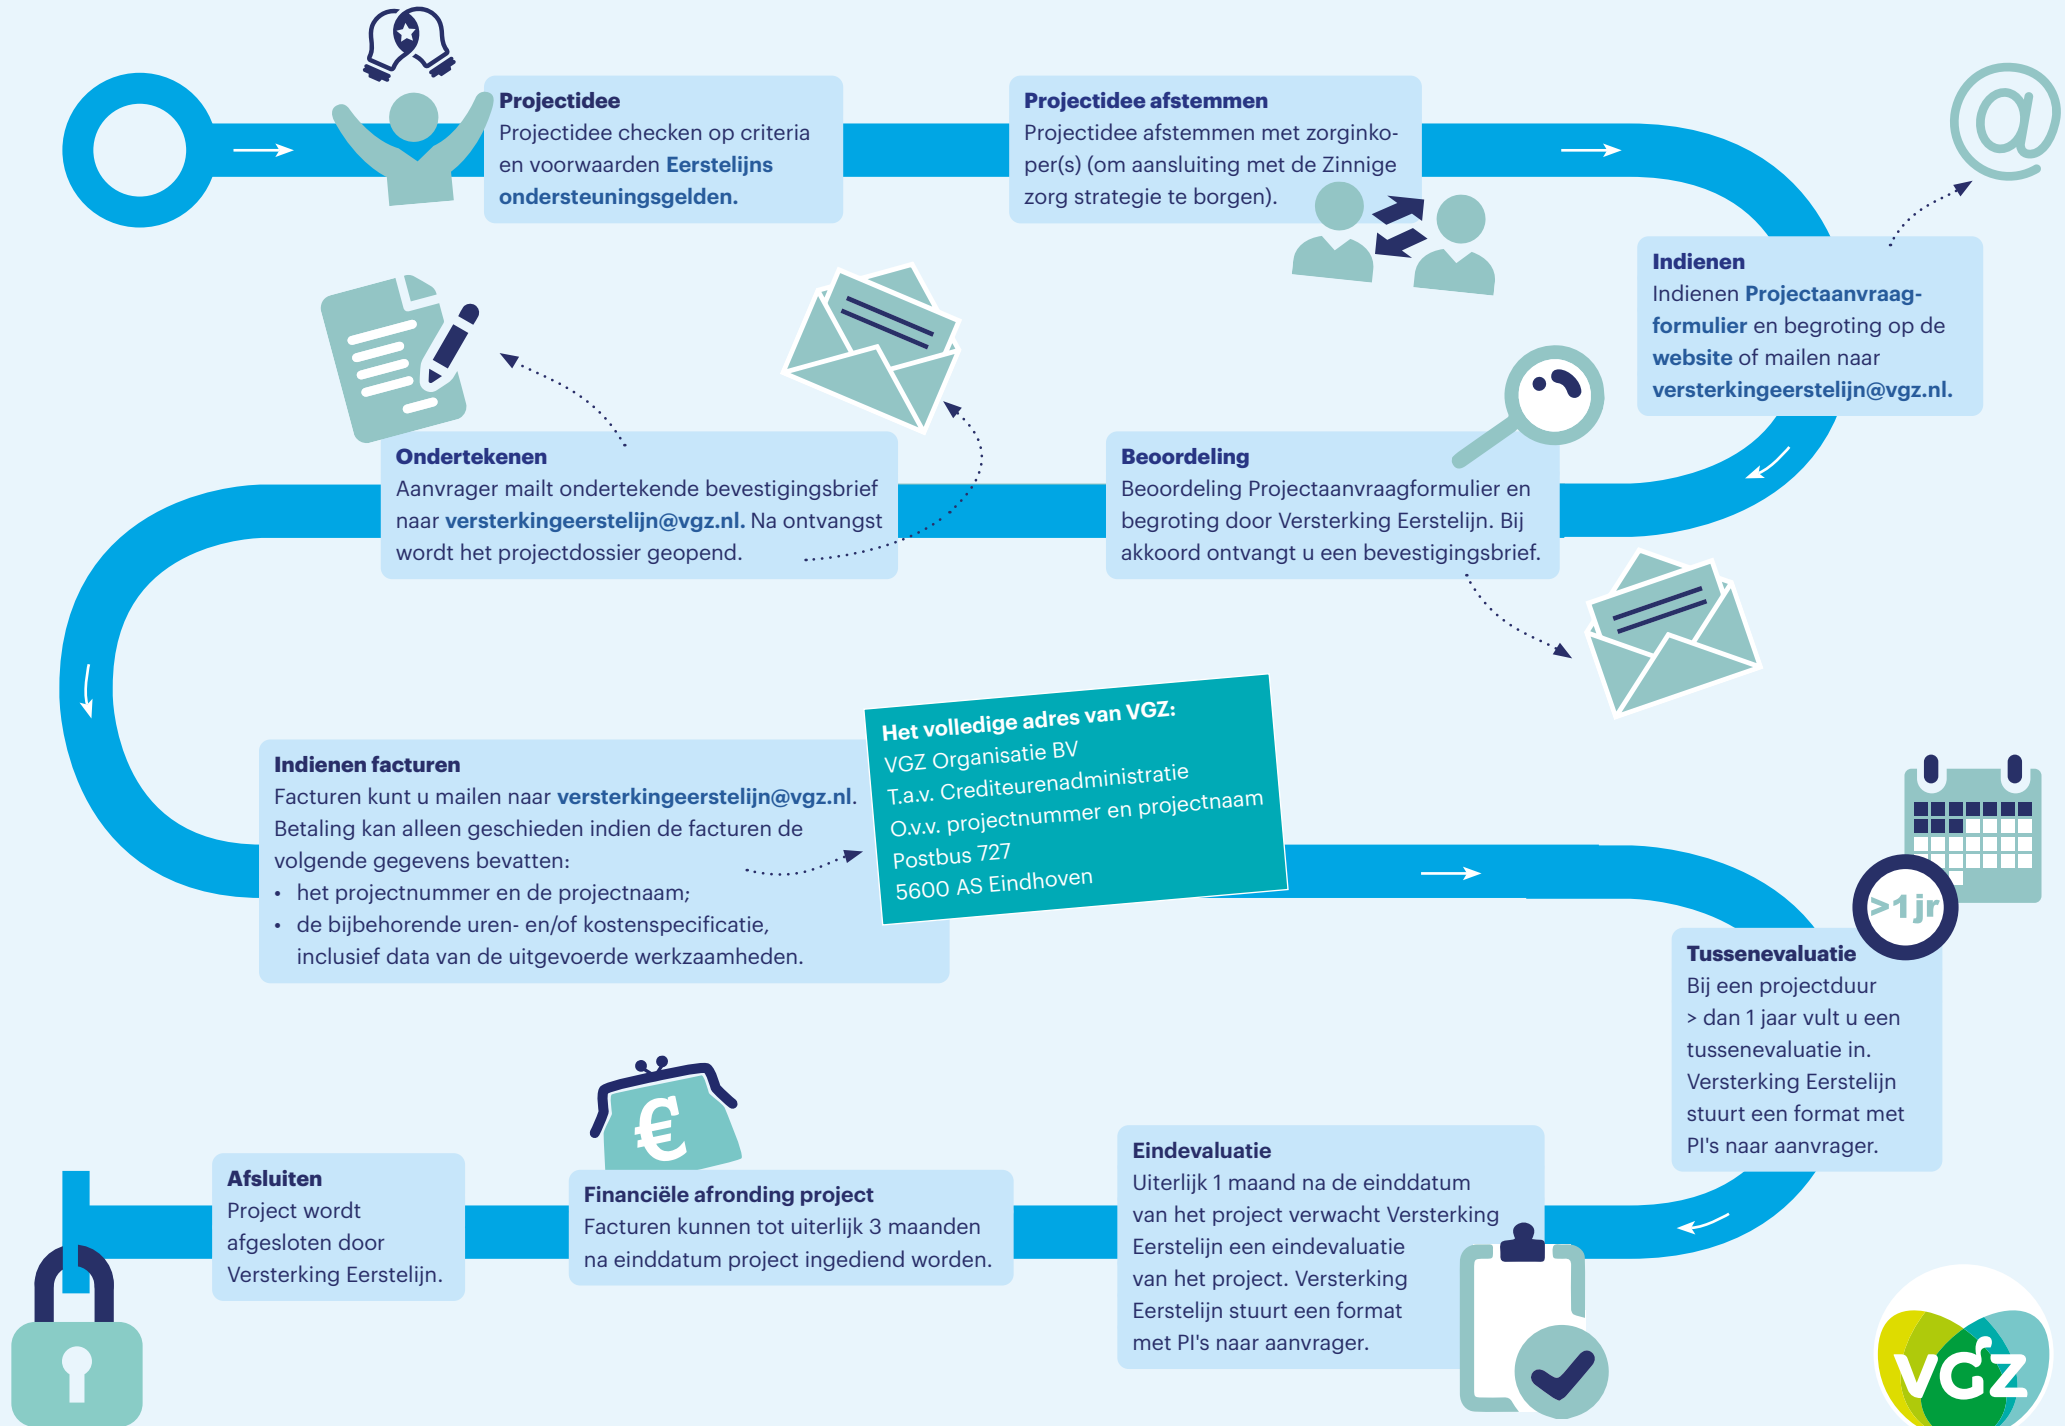 Projectidee
Projectidee checken op criteria
en voorwaarden Eerstelijns
ondersteuningsgelden.
Projectidee afstemmen
Projectidee afstemmen met zorginko-
per(s) (om aansluiting met de Zinnige
zorg strategie te borgen).
Indienen
Indienen Projectaanvraag-
formulier en begroting op de
website of mailen naar
versterkingeerstelijn@vgz.nl.
@
Beoordeling
Beoordeling Projectaanvraagformulier en
begroting door Versterking Eerstelijn. Bij
akkoord ontvangt u een bevestigingsbrief.
Ondertekenen
Aanvrager mailt ondertekende bevestigingsbrief
naar versterkingeerstelijn@vgz.nl. Na ontvangst
wordt het projectdossier geopend.
Indienen facturen
Facturen kunt u mailen naar versterkingeerstelijn@vgz.nl.
Betaling kan alleen geschieden indien de facturen de
volgende gegevens bevatten:
• het projectnummer en de projectnaam;
• de bijbehorende uren- en/of kostenspecificatie,
inclusief data van de uitgevoerde werkzaamheden.
Het volledige adres van VGZ:
VGZ Organisatie BV
T.a.v. Crediteurenadministratie
O.v.v. projectnummer en projectnaam
Postbus 727
5600 AS Eindhoven
>1 jr
Tussenevaluatie
Bij een projectduur
> dan 1 jaar vult u een
tussenevaluatie in.
Versterking Eerstelijn
stuurt een format met
PI's naar aanvrager.
Eindevaluatie
Uiterlijk 1 maand na de einddatum
van het project verwacht Versterking
Eerstelijn een eindevaluatie
van het project. Versterking
Eerstelijn stuurt een format
met PI's naar aanvrager.
€
Financiële afronding project
Facturen kunnen tot uiterlijk 3 maanden
na einddatum project ingediend worden.
Afsluiten
Project wordt
afgesloten door
Versterking Eerstelijn.
VGZ